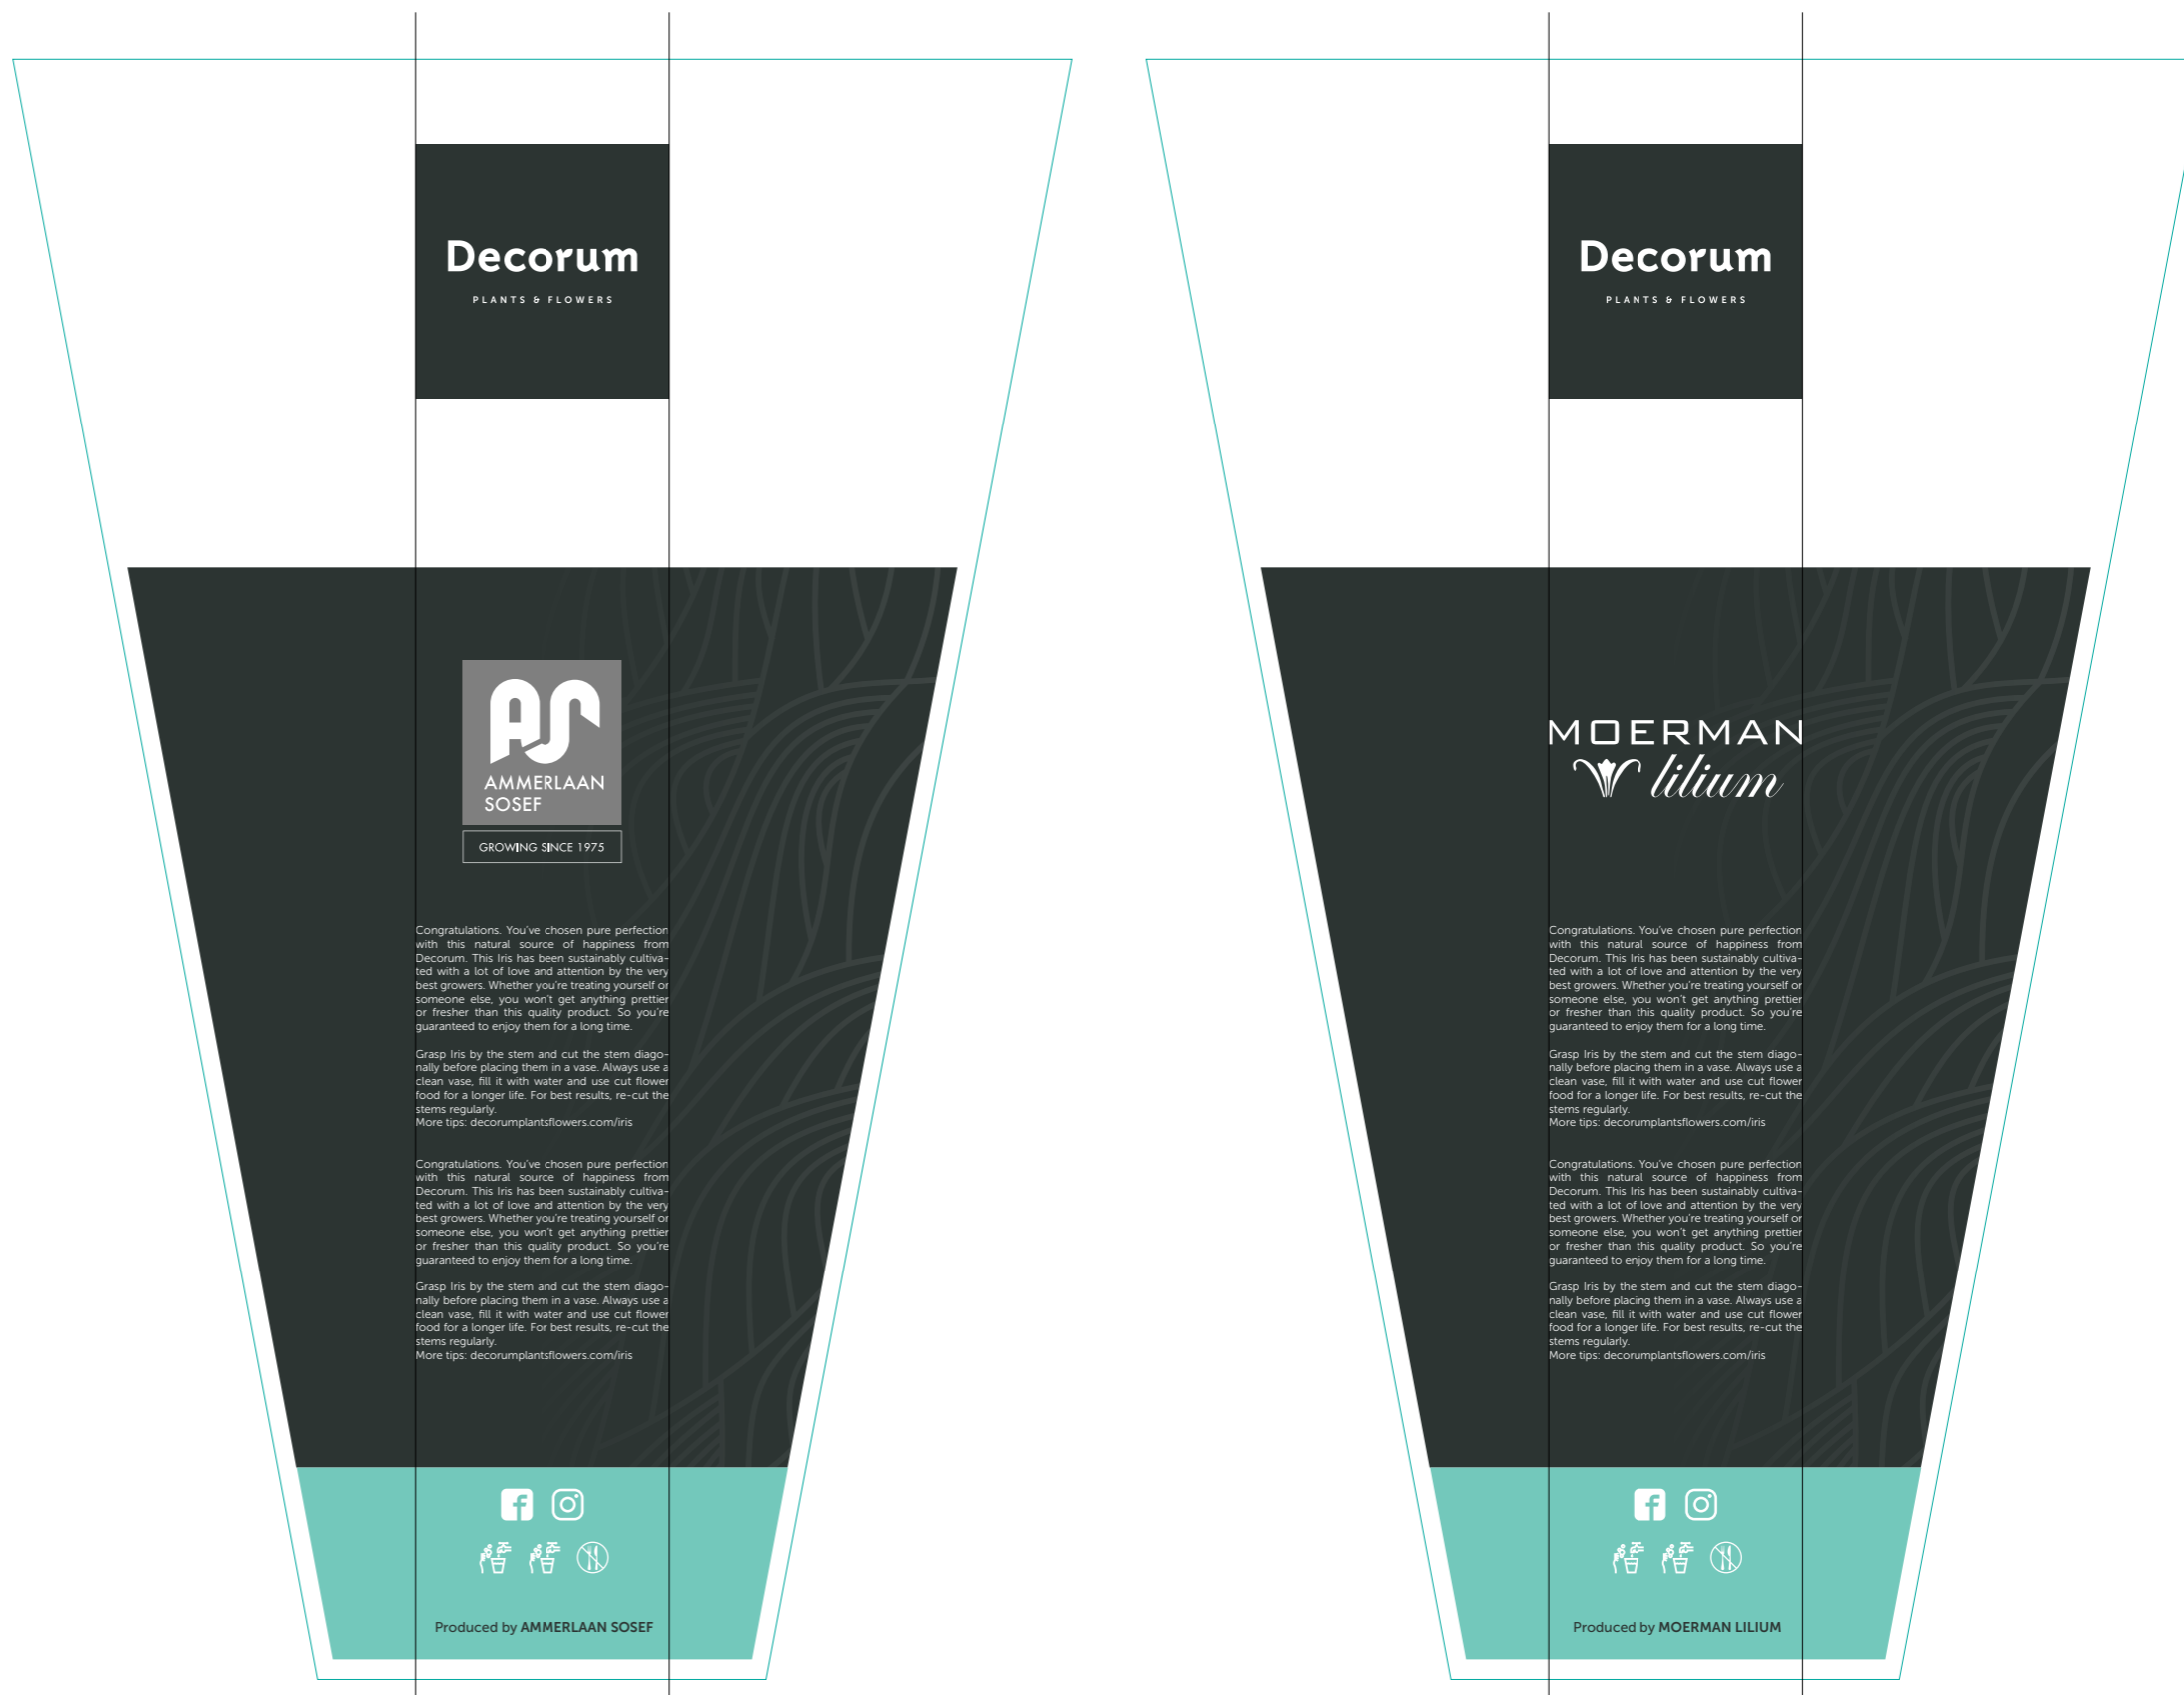 Decorum
PLANTS & FLOWERS
AS
AMMERLAAN
SOSEF
GROWING SINCE 1975
Congratulations. You've chosen pure perfection
with this natural source of happiness from
Decorum. This Iris has been sustainably cultiva-
ted with a lot of love and attention by the very
best growers. Whether you're treating yourself or
someone else, you won't get anything prettier
or fresher than this quality product. So you're
guaranteed to enjoy them for a long time.
Grasp Iris by the stem and cut the stem diago-
nally before placing them in a vase. Always use a
clean vase, fill it with water and use cut flower
food for a longer life. For best results, re-cut the
stems regularly.
More tips: decorumplantsflowers.com/iris
Congratulations. You've chosen pure perfection
with this natural source of happiness from
Decorum. This Iris has been sustainably cultiva-
ted with a lot of love and attention by the very
best growers. Whether you're treating yourself or
someone else, you won't get anything prettier
or fresher than this quality product. So you're
guaranteed to enjoy them for a long time.
Grasp Iris by the stem and cut the stem diago-
nally before placing them in a vase. Always use a
clean vase, fill it with water and use cut flower
food for a longer life. For best results, re-cut the
stems regularly.
More tips: decorumplantsflowers.com/iris
Produced by AMMERLAAN SOSEF
Decorum
PLANTS & FLOWERS
MOERMAN
lilium
Congratulations. You've chosen pure perfection
with this natural source of happiness from
Decorum. This Iris has been sustainably cultiva-
ted with a lot of love and attention by the very
best growers. Whether you're treating yourself or
someone else, you won't get anything prettier
or fresher than this quality product. So you're
guaranteed to enjoy them for a long time.
Grasp Iris by the stem and cut the stem diago-
nally before placing them in a vase. Always use a
clean vase, fill it with water and use cut flower
food for a longer life. For best results, re-cut the
stems regularly.
More tips: decorumplantsflowers.com/iris
Congratulations. You've chosen pure perfection
with this natural source of happiness from
Decorum. This Iris has been sustainably cultiva-
ted with a lot of love and attention by the very
best growers. Whether you're treating yourself or
someone else, you won't get anything prettier
or fresher than this quality product. So you're
guaranteed to enjoy them for a long time.
Grasp Iris by the stem and cut the stem diago-
nally before placing them in a vase. Always use a
clean vase, fill it with water and use cut flower
food for a longer life. For best results, re-cut the
stems regularly.
More tips: decorumplantsflowers.com/iris
Produced by MOERMAN LILIUM